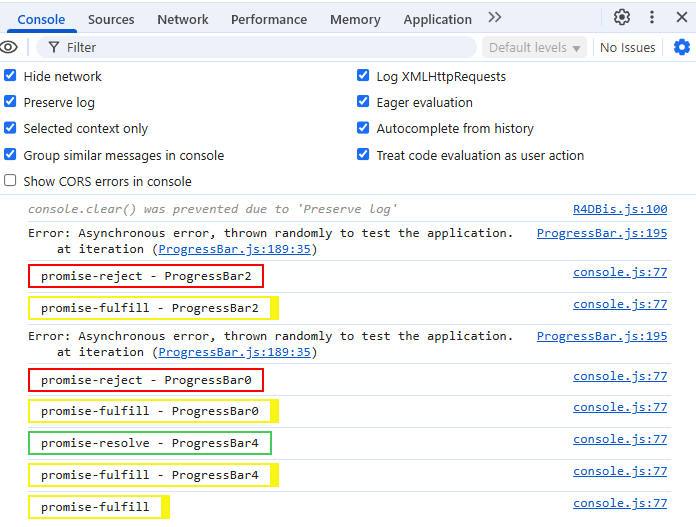 Console Sources Network Performance Memory Application
Filter Default levels ▼ No Issues
Hide network Log XMLHttpRequests
Preserve log Eager evaluation
Selected context only Autocomplete from history
Group similar messages in console Treat code evaluation as user action
Show CORS errors in console
console.clear() was prevented due to 'Preserve log' R4DBis.js:100
Error: Asynchronous error, thrown randomly to test the application. ProgressBar.js:195
at iteration (ProgressBar.js:189:35)
promise-reject - ProgressBar2 console.js:77
promise-fulfill - ProgressBar2 console.js:77
Error: Asynchronous error, thrown randomly to test the application. ProgressBar.js:195
at iteration (ProgressBar.js:189:35)
promise-reject - ProgressBar0 console.js:77
promise-fulfill - ProgressBar0 console.js:77
promise-resolve - ProgressBar4 console.js:77
promise-fulfill - ProgressBar4 console.js:77
promise-fulfill console.js:77